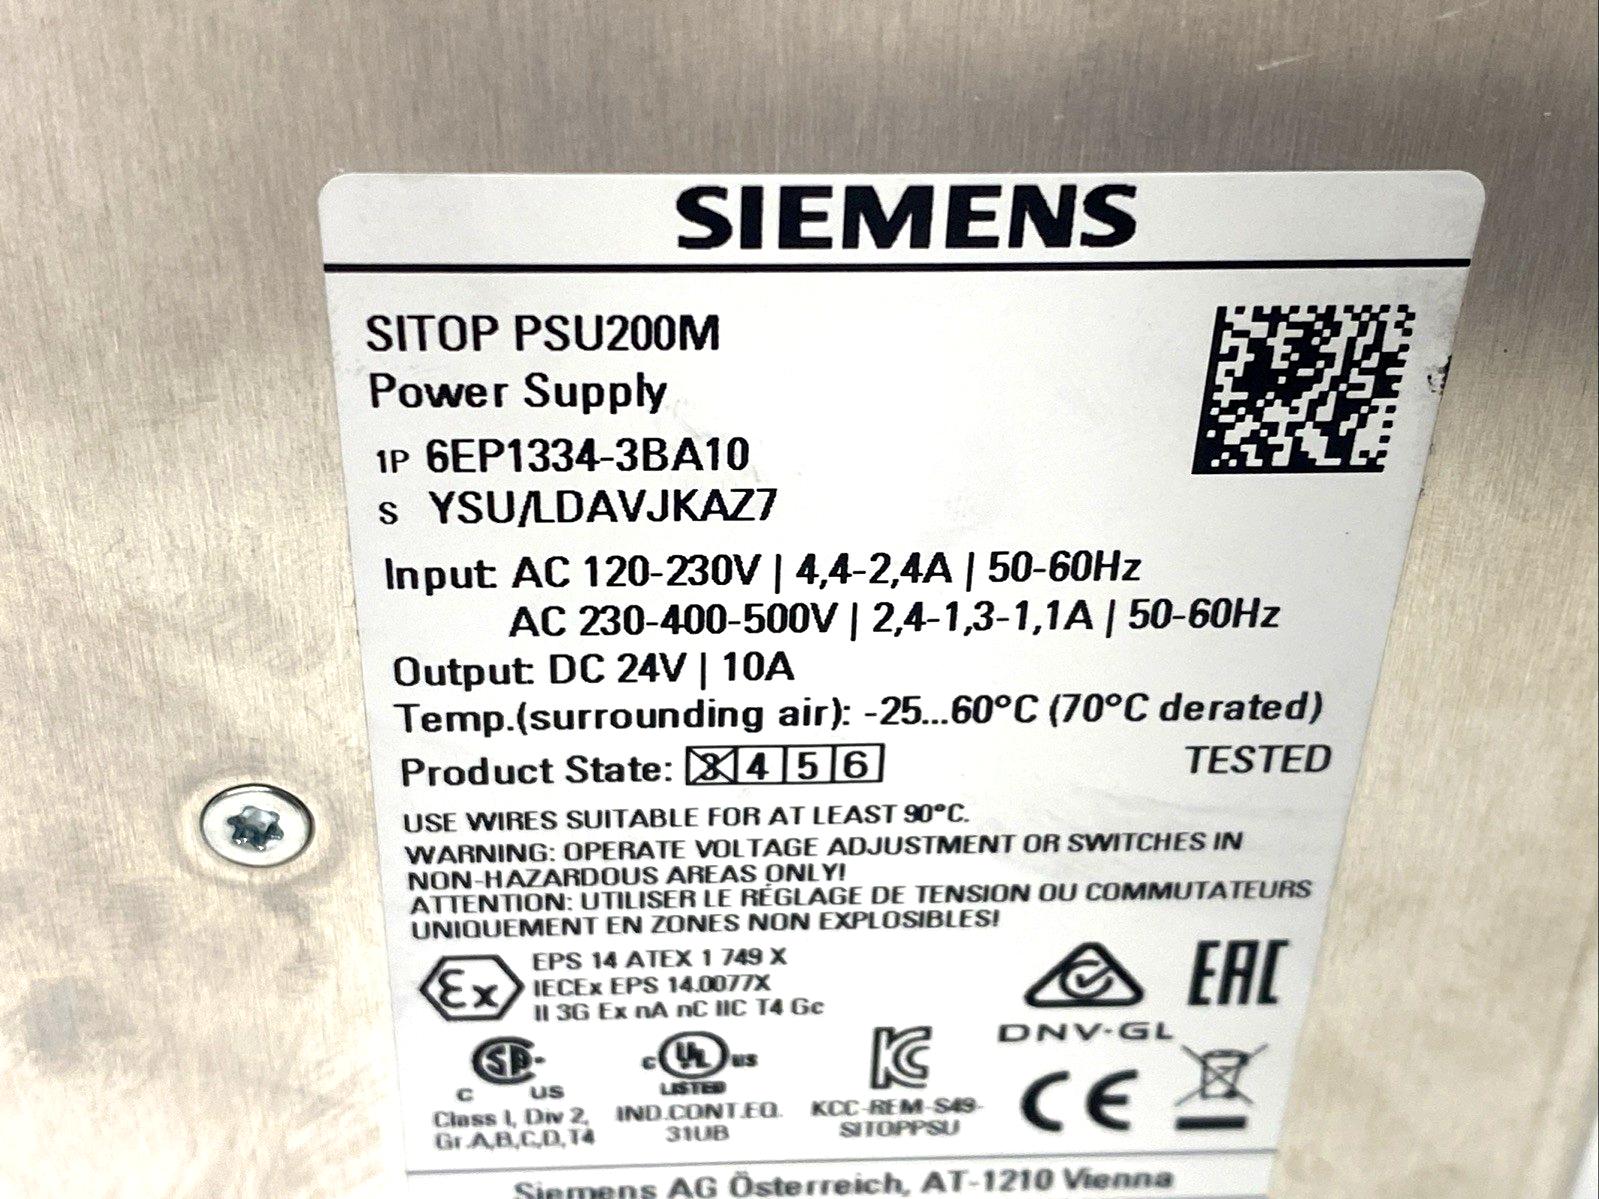 SIEMENS
SITOP PSU200M
Power Supply
1P 6EP1334-3BA10
S YSU/LDAVJKAZ7
Input: AC 120-230V | 4,4-2,4A | 50-60Hz
AC 230-400-500V | 2,4-1,3-1,1A | 50-60Hz
Output: DC 24V | 10A
Temp.(surrounding air): -25...60°C (70°C derated)
Product State: 3 4 5 6 TESTED
USE WIRES SUITABLE FOR AT LEAST 90°C.
WARNING: OPERATE VOLTAGE ADJUSTMENT OR SWITCHES IN
NON-HAZARDOUS AREAS ONLY!
ATTENTION: UTILISER LE RÉGLAGE DE TENSION OU COMMUTATEURS
UNIQUEMENT EN ZONES NON EXPLOSIBLES!
Ex EPS 14 ATEX 1 749 X
IECEx EPS 14.0077X
II 3G Ex nA nC IIC T4 Gc
EAC
DNV·GL
C SA US
Class I, Div 2,
Gr.A,B,C,D,T4
c UL us
LISTED
IND.CONT.EQ.
31UB
KC
KCC-REM-S49-
SITOPPSU
CE
Siemens AG Österreich, AT-1210 Vienna